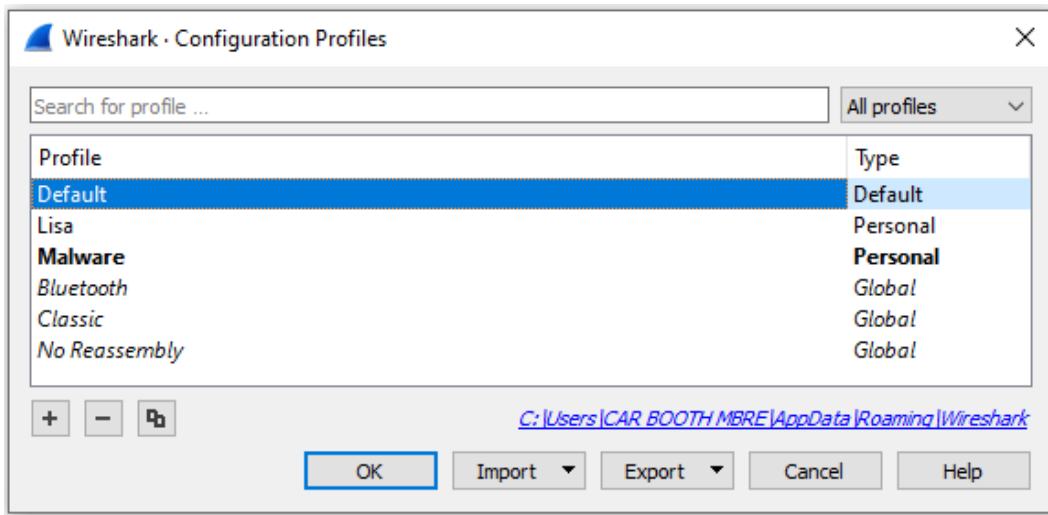 Wireshark · Configuration Profiles
Search for profile ...
All profiles
Profile Type
Default Default
Lisa Personal
Malware Personal
Bluetooth Global
Classic Global
No Reassembly Global
C:\Users\CAR BOOTH MBRE\AppData\Roaming\Wireshark
OK Import Export Cancel Help